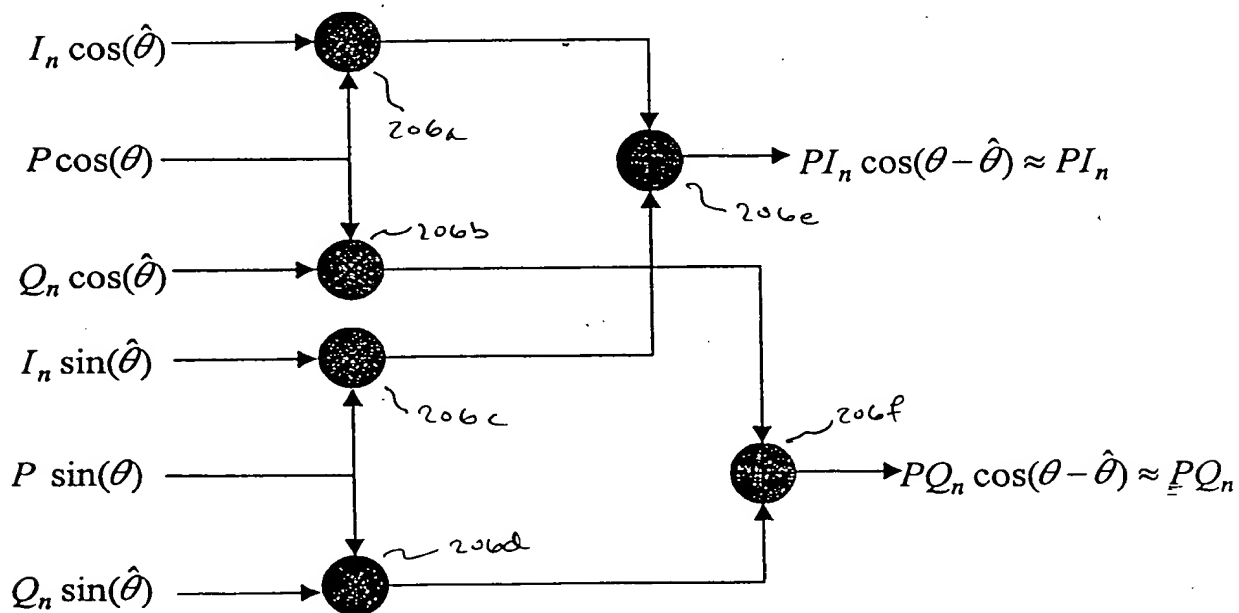 I_n cos(θ̂)
206a
P cos(θ)
206e
PI_n cos(θ − θ̂) ≈ PI_n
206b
Q_n cos(θ̂)
I_n sin(θ̂)
206c
206f
P sin(θ)
PQ_n cos(θ − θ̂) ≈ PQ_n
206d
Q_n sin(θ̂)